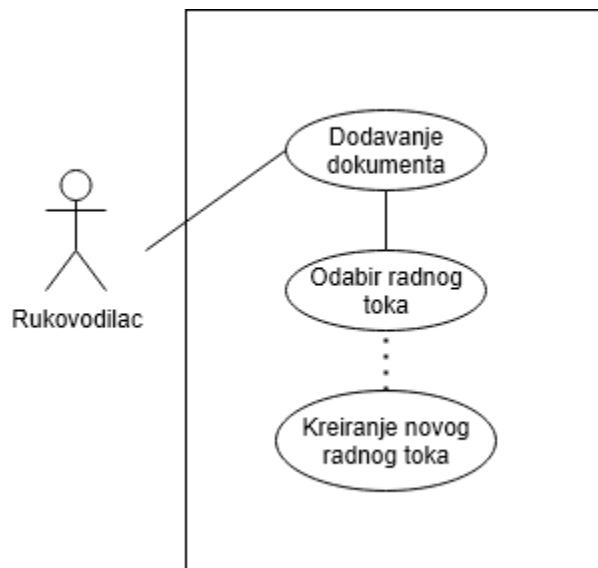 Dodavanje
dokumenta
Rukovodilac
Odabir radnog
toka
Kreiranje novog
radnog toka